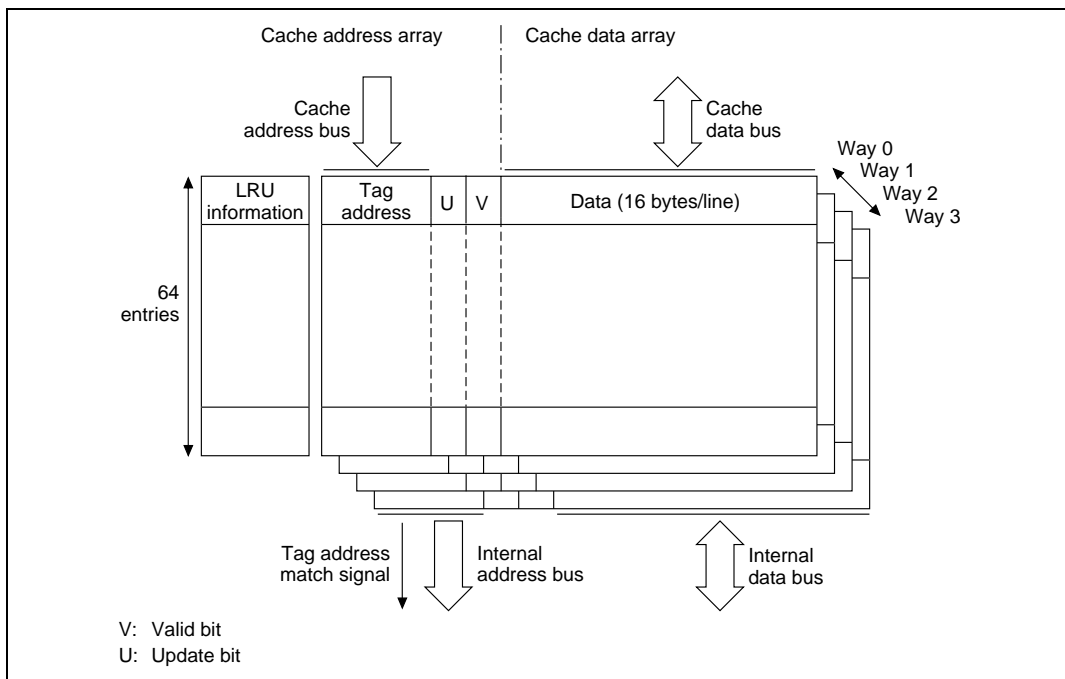 Cache address array
Cache data array
Cache
address bus
Cache
data bus
Way 0
Way 1
Way 2
Way 3
LRU
information
Tag
address
U
V
Data (16 bytes/line)
64
entries
Tag address
match signal
Internal
address bus
Internal
data bus
V: Valid bit
U: Update bit